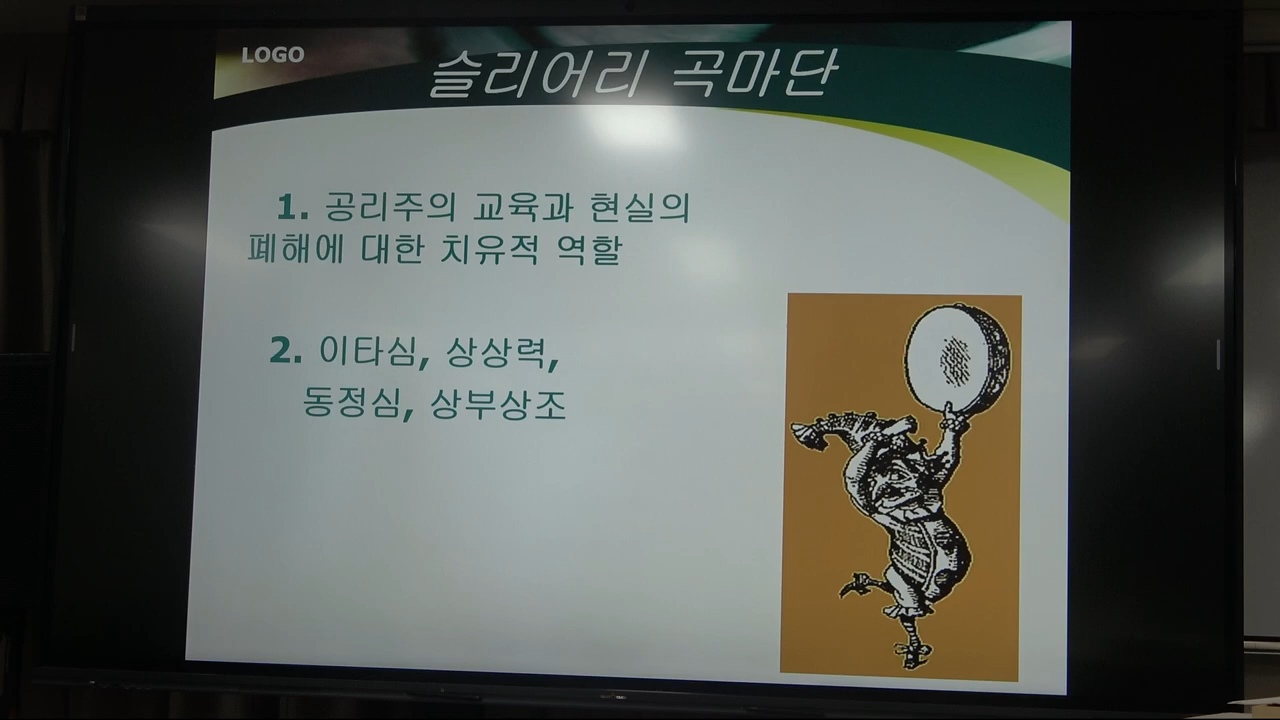 LOGO
슬리어리 곡마단
1. 공리주의 교육과 현실의
폐해에 대한 치유적 역할
2. 이타심, 상상력,
동정심, 상부상조